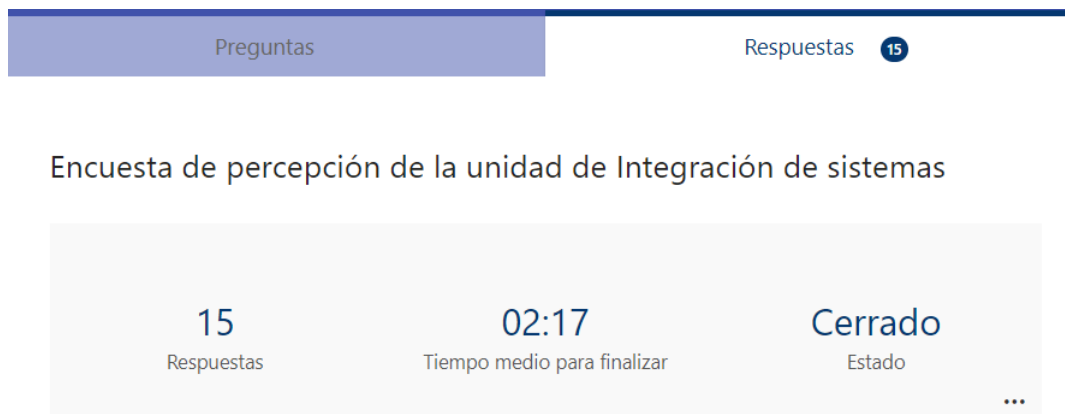 Preguntas
Respuestas 15
Encuesta de percepción de la unidad de Integración de sistemas
15 02:17 Cerrado
Respuestas Tiempo medio para finalizar Estado
...